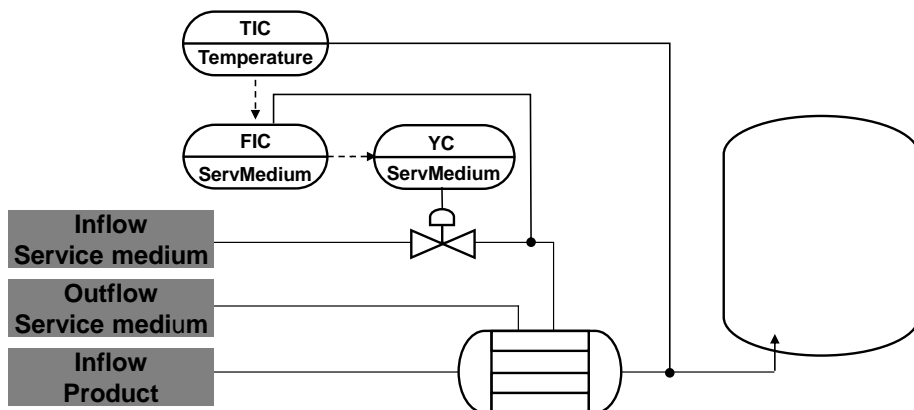 TIC
Temperature
FIC
ServMedium
YC
ServMedium
Inflow
Service medium
Outflow
Service medium
Inflow
Product